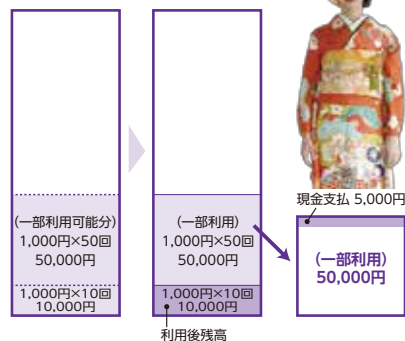 (一部利用可能分)
1,000円×50回
50,000円
1,000円×10回
10,000円
(一部利用)
1,000円×50回
50,000円
1,000円×10回
10,000円
利用後残高
現金支払 5,000円
(一部利用)
50,000円